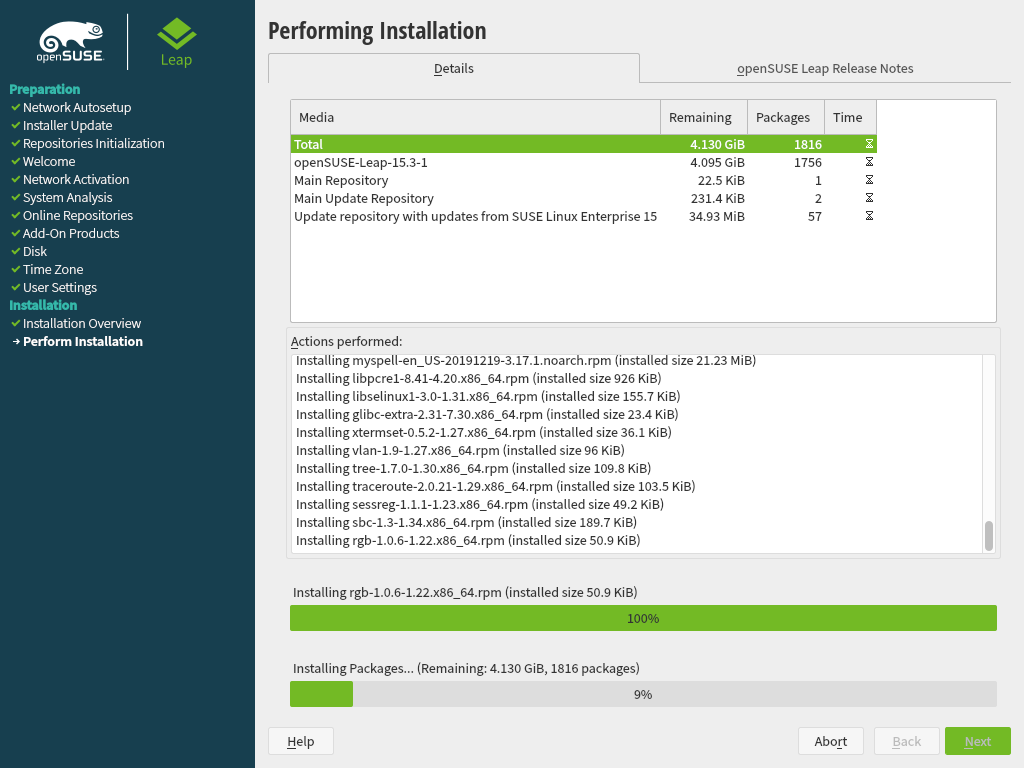 openSUSE
Leap
Preparation
Network Autosetup
Installer Update
Repositories Initialization
Welcome
Network Activation
System Analysis
Online Repositories
Add-On Products
Disk
Time Zone
User Settings
Installation
Installation Overview
Perform Installation
Performing Installation
Details
openSUSE Leap Release Notes
Media Remaining Packages Time
Total 4.130 GiB 1816
openSUSE-Leap-15.3-1 4.095 GiB 1756
Main Repository 22.5 KiB 1
Main Update Repository 231.4 KiB 2
Update repository with updates from SUSE Linux Enterprise 15 34.93 MiB 57
Actions performed:
Installing myspell-en_US-20191219-3.17.1.noarch.rpm (installed size 21.23 MiB)
Installing libpcre1-8.41-4.20.x86_64.rpm (installed size 926 KiB)
Installing libselinux1-3.0-1.31.x86_64.rpm (installed size 155.7 KiB)
Installing glibc-extra-2.31-7.30.x86_64.rpm (installed size 23.4 KiB)
Installing xtermset-0.5.2-1.27.x86_64.rpm (installed size 36.1 KiB)
Installing vlan-1.9-1.27.x86_64.rpm (installed size 96 KiB)
Installing tree-1.7.0-1.30.x86_64.rpm (installed size 109.8 KiB)
Installing traceroute-2.0.21-1.29.x86_64.rpm (installed size 103.5 KiB)
Installing sessreg-1.1.1-1.23.x86_64.rpm (installed size 49.2 KiB)
Installing sbc-1.3-1.34.x86_64.rpm (installed size 189.7 KiB)
Installing rgb-1.0.6-1.22.x86_64.rpm (installed size 50.9 KiB)
Installing rgb-1.0.6-1.22.x86_64.rpm (installed size 50.9 KiB)
100%
Installing Packages... (Remaining: 4.130 GiB, 1816 packages)
9%
Help Abort Back Next